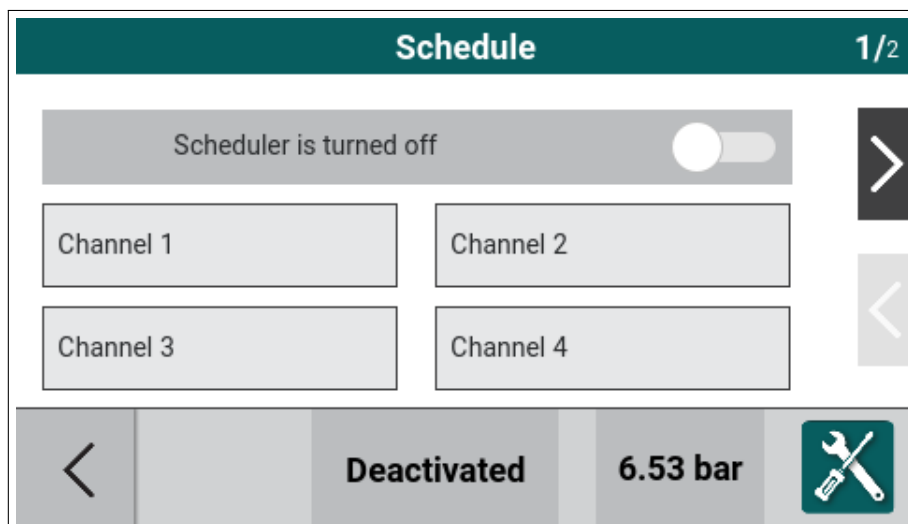 Schedule 1/2
Scheduler is turned off
Channel 1 Channel 2
Channel 3 Channel 4
Deactivated 6.53 bar